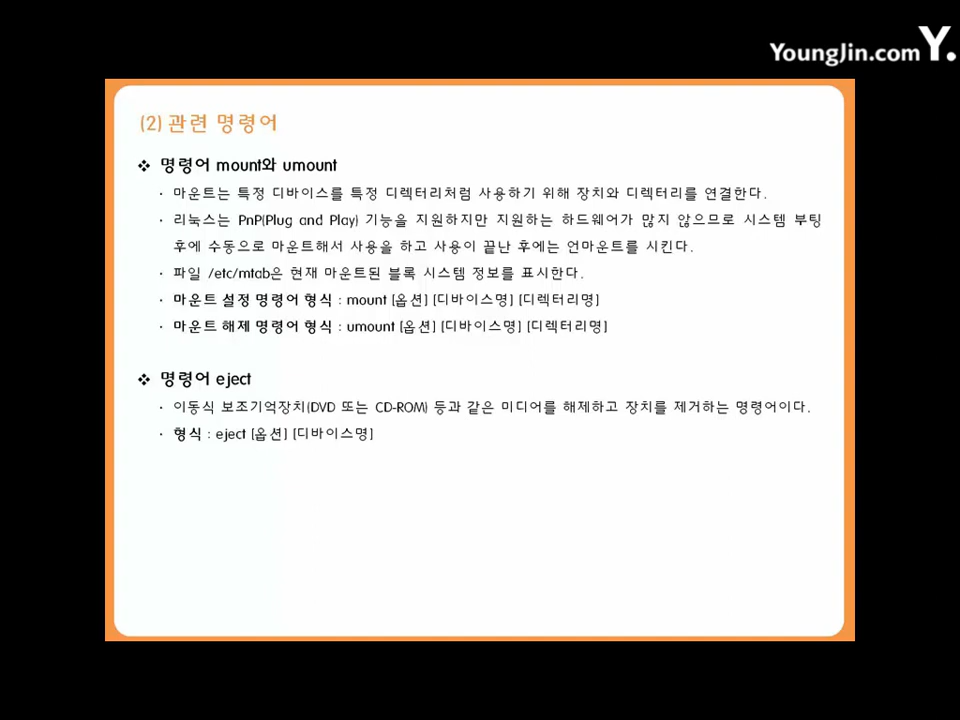 YoungJin.com Y.
(2) 관련 명령어
❖ 명령어 mount와 umount
· 마운트는 특정 디바이스를 특정 디렉터리처럼 사용하기 위해 장치와 디렉터리를 연결한다.
· 리눅스는 PnP(Plug and Play) 기능을 지원하지만 지원하는 하드웨어가 많지 않으므로 시스템 부팅
후에 수동으로 마운트해서 사용을 하고 사용이 끝난 후에는 언마운트를 시킨다.
· 파일 /etc/mtab은 현재 마운트된 블록 시스템 정보를 표시한다.
· 마운트 설정 명령어 형식 : mount [옵션] [디바이스명] [디렉터리명]
· 마운트 해제 명령어 형식 : umount [옵션] [디바이스명] [디렉터리명]
❖ 명령어 eject
· 이동식 보조기억장치(DVD 또는 CD-ROM) 등과 같은 미디어를 해제하고 장치를 제거하는 명령어이다.
· 형식 : eject [옵션] [디바이스명]